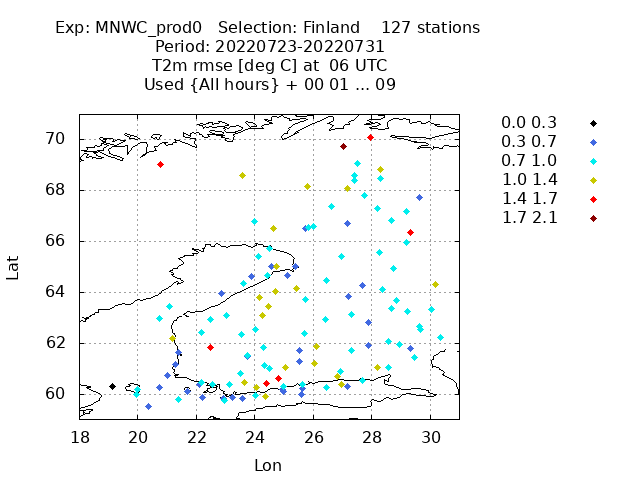 Exp: MNWC_prod0   Selection: Finland    127 stations
Period: 20220723-20220731
T2m rmse [deg C] at  06 UTC
Used {All hours} + 00 01 ... 09
0.0 0.3
0.3 0.7
0.7 1.0
1.0 1.4
1.4 1.7
1.7 2.1
Lat
70
68
66
64
62
60
18 20 22 24 26 28 30
Lon